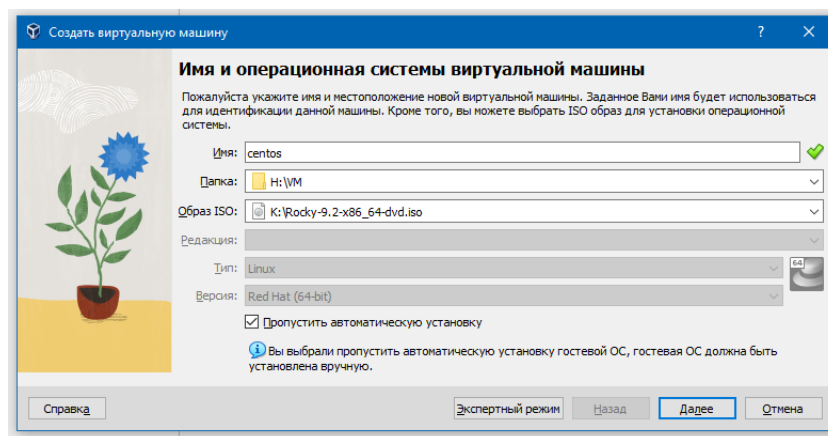 Создать виртуальную машину
Имя и операционная системы виртуальной машины
Пожалуйста укажите имя и местоположение новой виртуальной машины. Заданное Вами имя будет использоваться
для идентификации данной машины. Кроме того, вы можете выбрать ISO образ для установки операционной
системы.
Имя: centos
Папка: H:\VM
Образ ISO: K:\Rocky-9.2-x86_64-dvd.iso
Редакция:
Тип: Linux
64
Версия: Red Hat (64-bit)
Пропустить автоматическую установку
Вы выбрали пропустить автоматическую установку гостевой ОС, гостевая ОС должна быть
установлена вручную.
Справка Экспертный режим Назад Далее Отмена